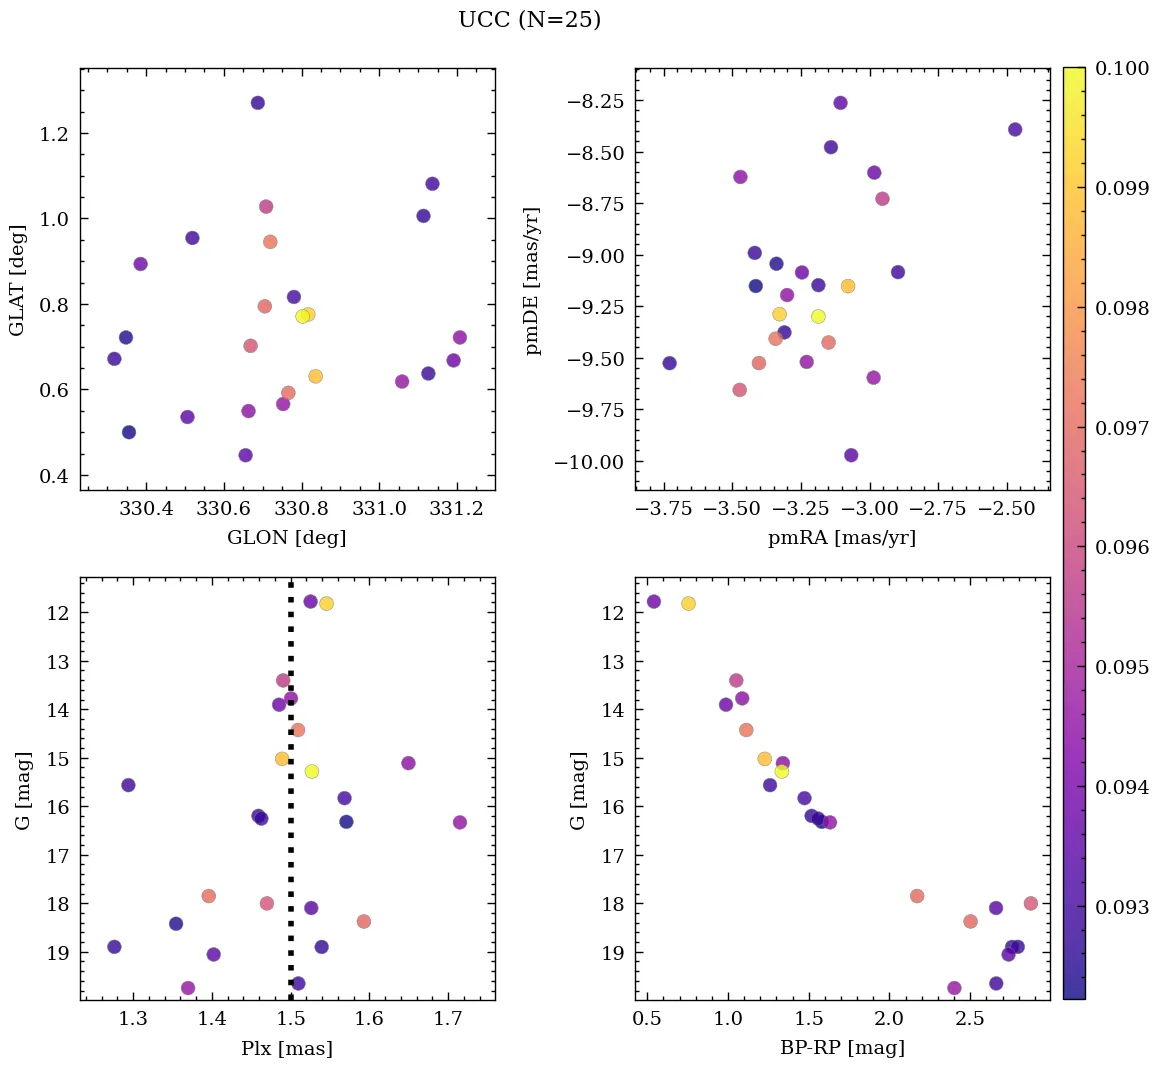 UCC (N=25)
1.2
1.0
0.8
0.6
0.4
GLAT [deg]
330.4 330.6 330.8 331.0 331.2
GLON [deg]
−8.25
−8.50
−8.75
−9.00
−9.25
−9.50
−9.75
−10.00
pmDE [mas/yr]
−3.75 −3.50 −3.25 −3.00 −2.75 −2.50
pmRA [mas/yr]
12
13
14
15
16
17
18
19
G [mag]
1.3 1.4 1.5 1.6 1.7
Plx [mas]
12
13
14
15
16
17
18
19
G [mag]
0.5 1.0 1.5 2.0 2.5
BP-RP [mag]
0.100
0.099
0.098
0.097
0.096
0.095
0.094
0.093